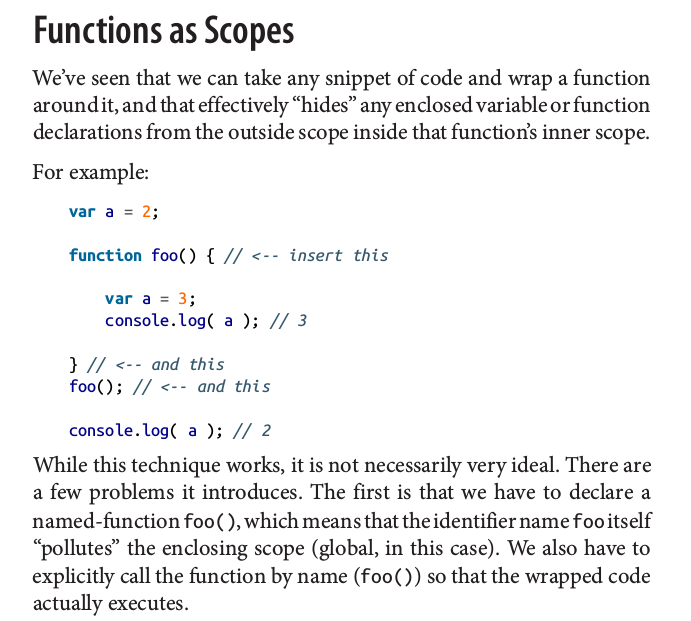 Functions as Scopes
We’ve seen that we can take any snippet of code and wrap a function
around it, and that effectively “hides” any enclosed variable or function
declarations from the outside scope inside that function’s inner scope.
For example:
var a = 2;
function foo() { // <-- insert this
var a = 3;
console.log( a ); // 3
} // <-- and this
foo(); // <-- and this
console.log( a ); // 2
While this technique works, it is not necessarily very ideal. There are
a few problems it introduces. The first is that we have to declare a
named-function foo(), which means that the identifier name foo itself
“pollutes” the enclosing scope (global, in this case). We also have to
explicitly call the function by name (foo()) so that the wrapped code
actually executes.